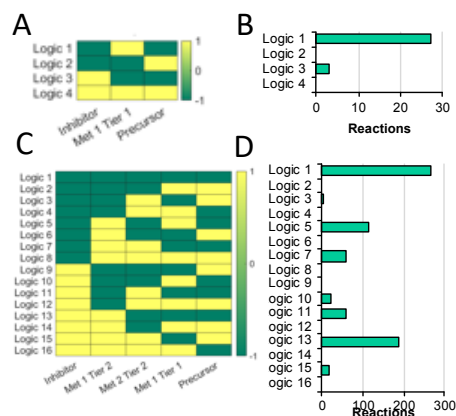 A
Logic 1
Logic 2
Logic 3
Logic 4
1
0
-1
Inhibitor
Met 1 Tier 1
Precursor
B
Logic 1
Logic 2
Logic 3
Logic 4
0 10 20 30
Reactions
C
Logic 1
Logic 2
Logic 3
Logic 4
Logic 5
Logic 6
Logic 7
Logic 8
Logic 9
Logic 10
Logic 11
Logic 12
Logic 13
Logic 14
Logic 15
Logic 16
1
0
-1
Inhibitor
Met 1 Tier 2
Met 2 Tier 2
Met 1 Tier 1
Precursor
D
Logic 1
Logic 2
Logic 3
Logic 4
Logic 5
Logic 6
Logic 7
Logic 8
Logic 9
ogic 10
ogic 11
ogic 12
ogic 13
ogic 14
ogic 15
ogic 16
0 100 200 300
Reactions